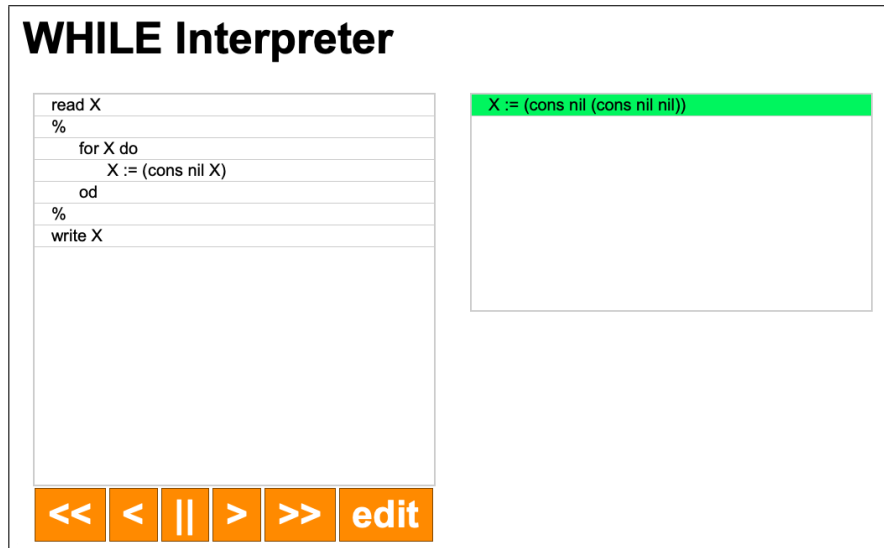 WHILE Interpreter
read X
%
for X do
X := (cons nil X)
od
%
write X
X := (cons nil (cons nil nil))
<< < || > >> edit